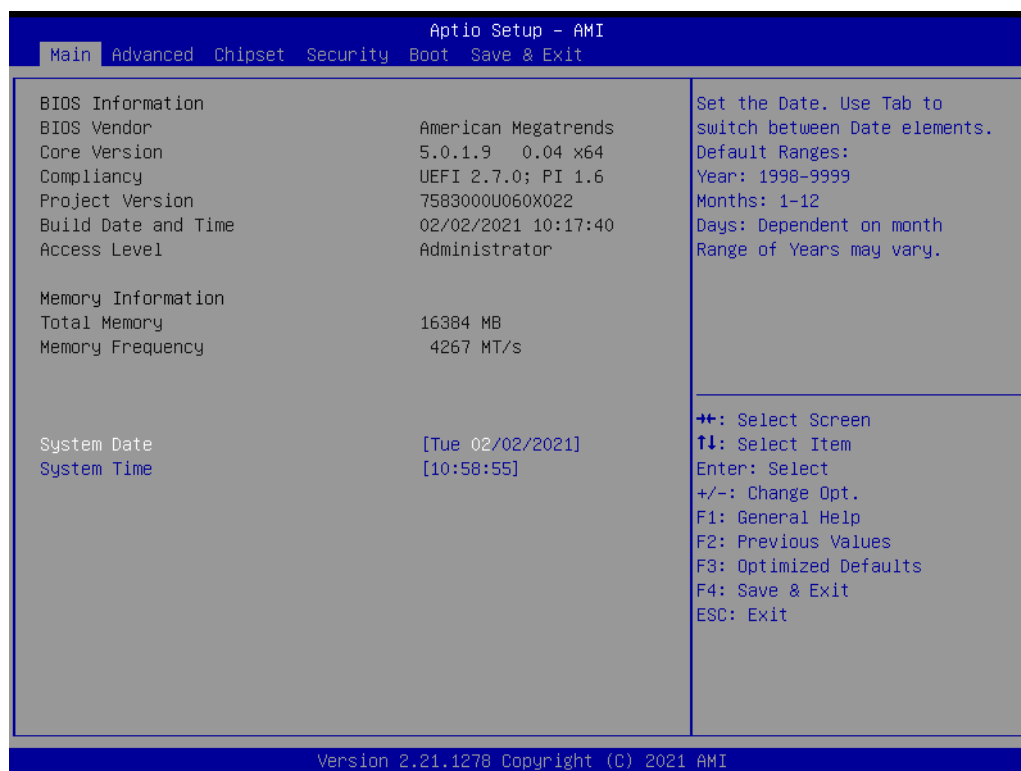 Aptio Setup – AMI
Main Advanced Chipset Security Boot Save & Exit
BIOS Information
BIOS Vendor American Megatrends
Core Version 5.0.1.9 0.04 x64
Compliancy UEFI 2.7.0; PI 1.6
Project Version 7583000U060X022
Build Date and Time 02/02/2021 10:17:40
Access Level Administrator
Memory Information
Total Memory 16384 MB
Memory Frequency 4267 MT/s
System Date [Tue 02/02/2021]
System Time [10:58:55]
Set the Date. Use Tab to
switch between Date elements.
Default Ranges:
Year: 1998-9999
Months: 1-12
Days: Dependent on month
Range of Years may vary.
→←: Select Screen
↑↓: Select Item
Enter: Select
+/-: Change Opt.
F1: General Help
F2: Previous Values
F3: Optimized Defaults
F4: Save & Exit
ESC: Exit
Version 2.21.1278 Copyright (C) 2021 AMI